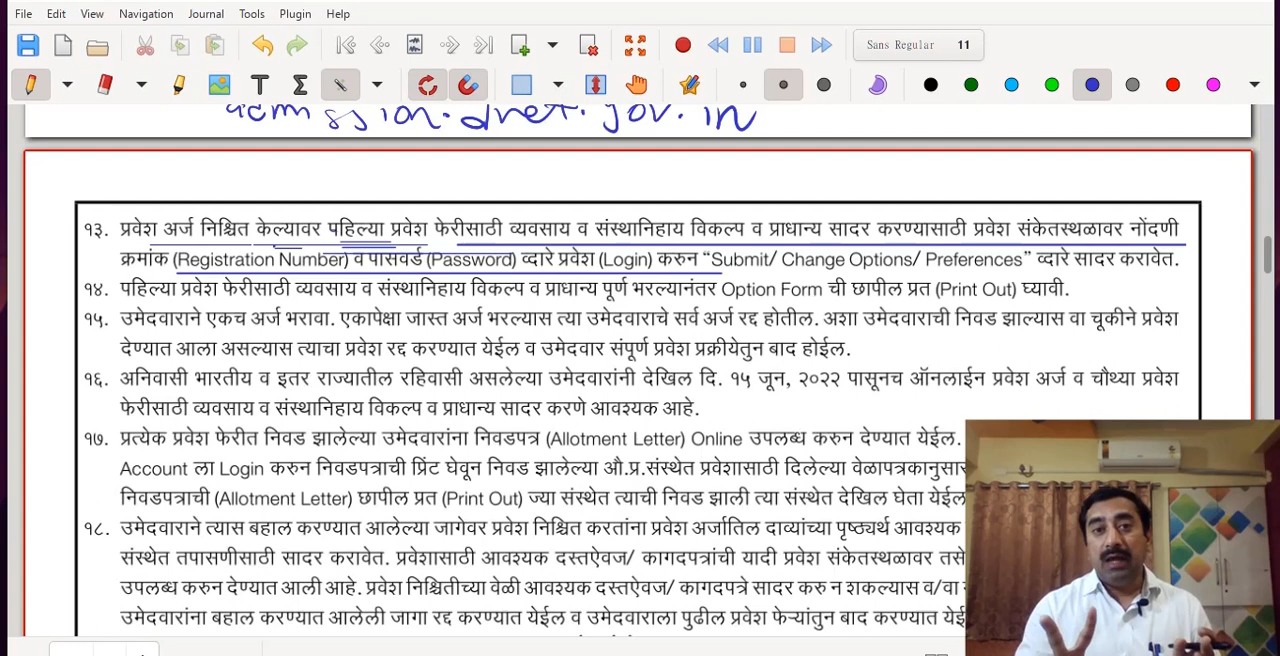 File Edit View Navigation Journal Tools Plugin Help
Sans Regular 11
admission.dvet.gov.in
१३. प्रवेश अर्ज निश्चित केल्यावर पहिल्या प्रवेश फेरीसाठी व्यवसाय व संस्थानिहाय विकल्प व प्राधान्य सादर करण्यासाठी प्रवेश संकेतस्थळावर नोंदणी
क्रमांक (Registration Number) व पासवर्ड (Password) व्दारे प्रवेश (Login) करुन “Submit/ Change Options/ Preferences” व्दारे सादर करावेत.
१४. पहिल्या प्रवेश फेरीसाठी व्यवसाय व संस्थानिहाय विकल्प व प्राधान्य पूर्ण भरल्यानंतर Option Form ची छापील प्रत (Print Out) घ्यावी.
१५. उमेदवाराने एकच अर्ज भरावा. एकापेक्षा जास्त अर्ज भरल्यास त्या उमेदवाराचे सर्व अर्ज रद्द होतील. अशा उमेदवाराची निवड झाल्यास वा चूकीने प्रवेश
देण्यात आला असल्यास त्याचा प्रवेश रद्द करण्यात येईल व उमेदवार संपूर्ण प्रवेश प्रक्रीयेतुन बाद होईल.
१६. अनिवासी भारतीय व इतर राज्यातील रहिवासी असलेल्या उमेदवारांनी देखिल दि. १५ जून, २०२२ पासूनच ऑनलाईन प्रवेश अर्ज व चौथ्या प्रवेश
फेरीसाठी व्यवसाय व संस्थानिहाय विकल्प व प्राधान्य सादर करणे आवश्यक आहे.
१७. प्रत्येक प्रवेश फेरीत निवड झालेल्या उमेदवारांना निवडपत्र (Allotment Letter) Online उपलब्ध करुन देण्यात येईल.
Account ला Login करुन निवडपत्राची प्रिंट घेवून निवड झालेल्या औ.प्र.संस्थेत प्रवेशासाठी दिलेल्या वेळापत्रकानुसार
निवडपत्राची (Allotment Letter) छापील प्रत (Print Out) ज्या संस्थेत त्याची निवड झाली त्या संस्थेत देखिल घेता येईल
१८. उमेदवाराने त्यास बहाल करण्यात आलेल्या जागेवर प्रवेश निश्चित करतांना प्रवेश अर्जातिल दाव्यांच्या पृष्ठ्यर्थ आवश्यक
संस्थेत तपासणीसाठी सादर करावेत. प्रवेशासाठी आवश्यक दस्तऐवज/ कागदपत्रांची यादी प्रवेश संकेतस्थळावर तसे
उपलब्ध करुन देण्यात आली आहे. प्रवेश निश्चितीच्या वेळी आवश्यक दस्तऐवज/ कागदपत्रे सादर करु न शकल्यास व/वा
उमेदवारांना बहाल करण्यात आलेली जागा रद्द करण्यात येईल व उमेदवाराला पुढील प्रवेश फेऱ्यांतुन बाद करण्यात येई